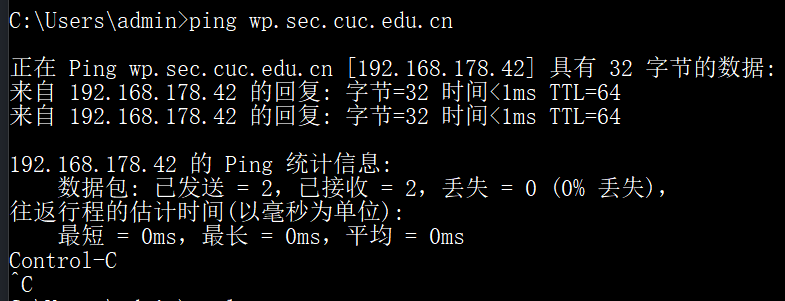 C:\Users\admin>ping wp.sec.cuc.edu.cn
正在 Ping wp.sec.cuc.edu.cn [192.168.178.42] 具有 32 字节的数据:
来自 192.168.178.42 的回复: 字节=32 时间<1ms TTL=64
来自 192.168.178.42 的回复: 字节=32 时间<1ms TTL=64
192.168.178.42 的 Ping 统计信息:
数据包: 已发送 = 2，已接收 = 2，丢失 = 0 (0% 丢失)，
往返行程的估计时间(以毫秒为单位):
最短 = 0ms，最长 = 0ms，平均 = 0ms
Control-C
^C